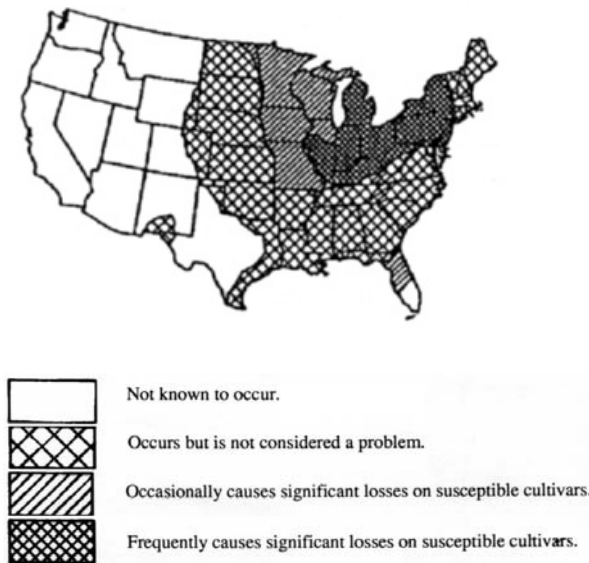 Not known to occur.
Occurs but is not considered a problem.
Occasionally causes significant losses on susceptible cultivars.
Frequently causes significant losses on susceptible cultivars.